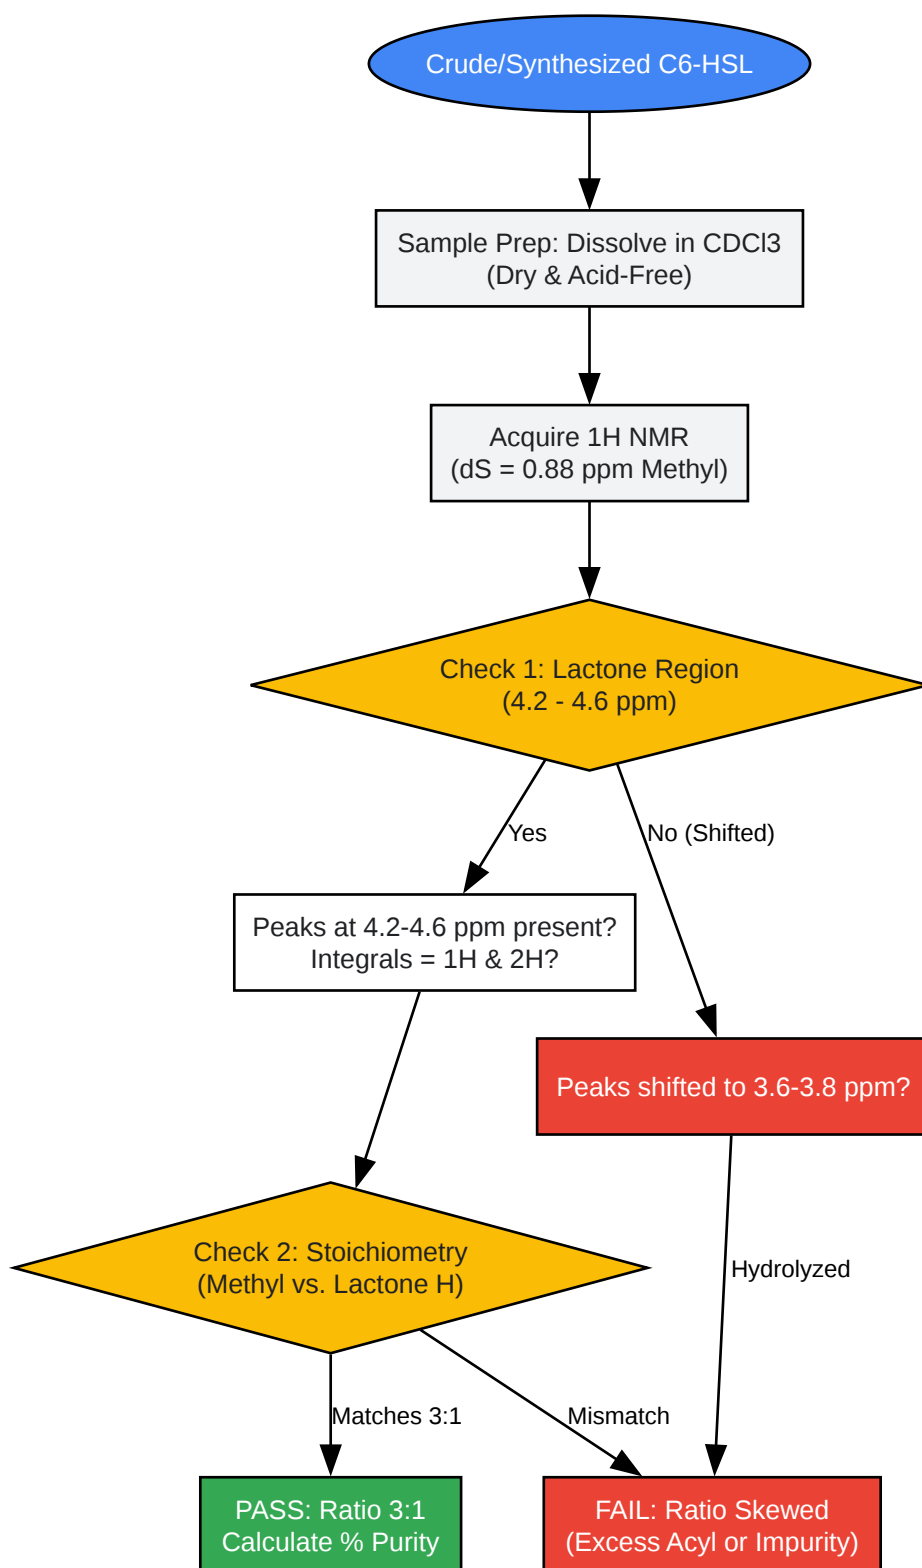 Crude/Synthesized C6-HSL
Sample Prep: Dissolve in CDCl3
(Dry & Acid-Free)
Acquire 1H NMR
(dS = 0.88 ppm Methyl)
Check 1: Lactone Region
(4.2 - 4.6 ppm)
Yes
No (Shifted)
Peaks at 4.2-4.6 ppm present?
Integrals = 1H & 2H?
Peaks shifted to 3.6-3.8 ppm?
Check 2: Stoichiometry
(Methyl vs. Lactone H)
Hydrolyzed
Matches 3:1
Mismatch
PASS: Ratio 3:1
Calculate % Purity
FAIL: Ratio Skewed
(Excess Acyl or Impurity)